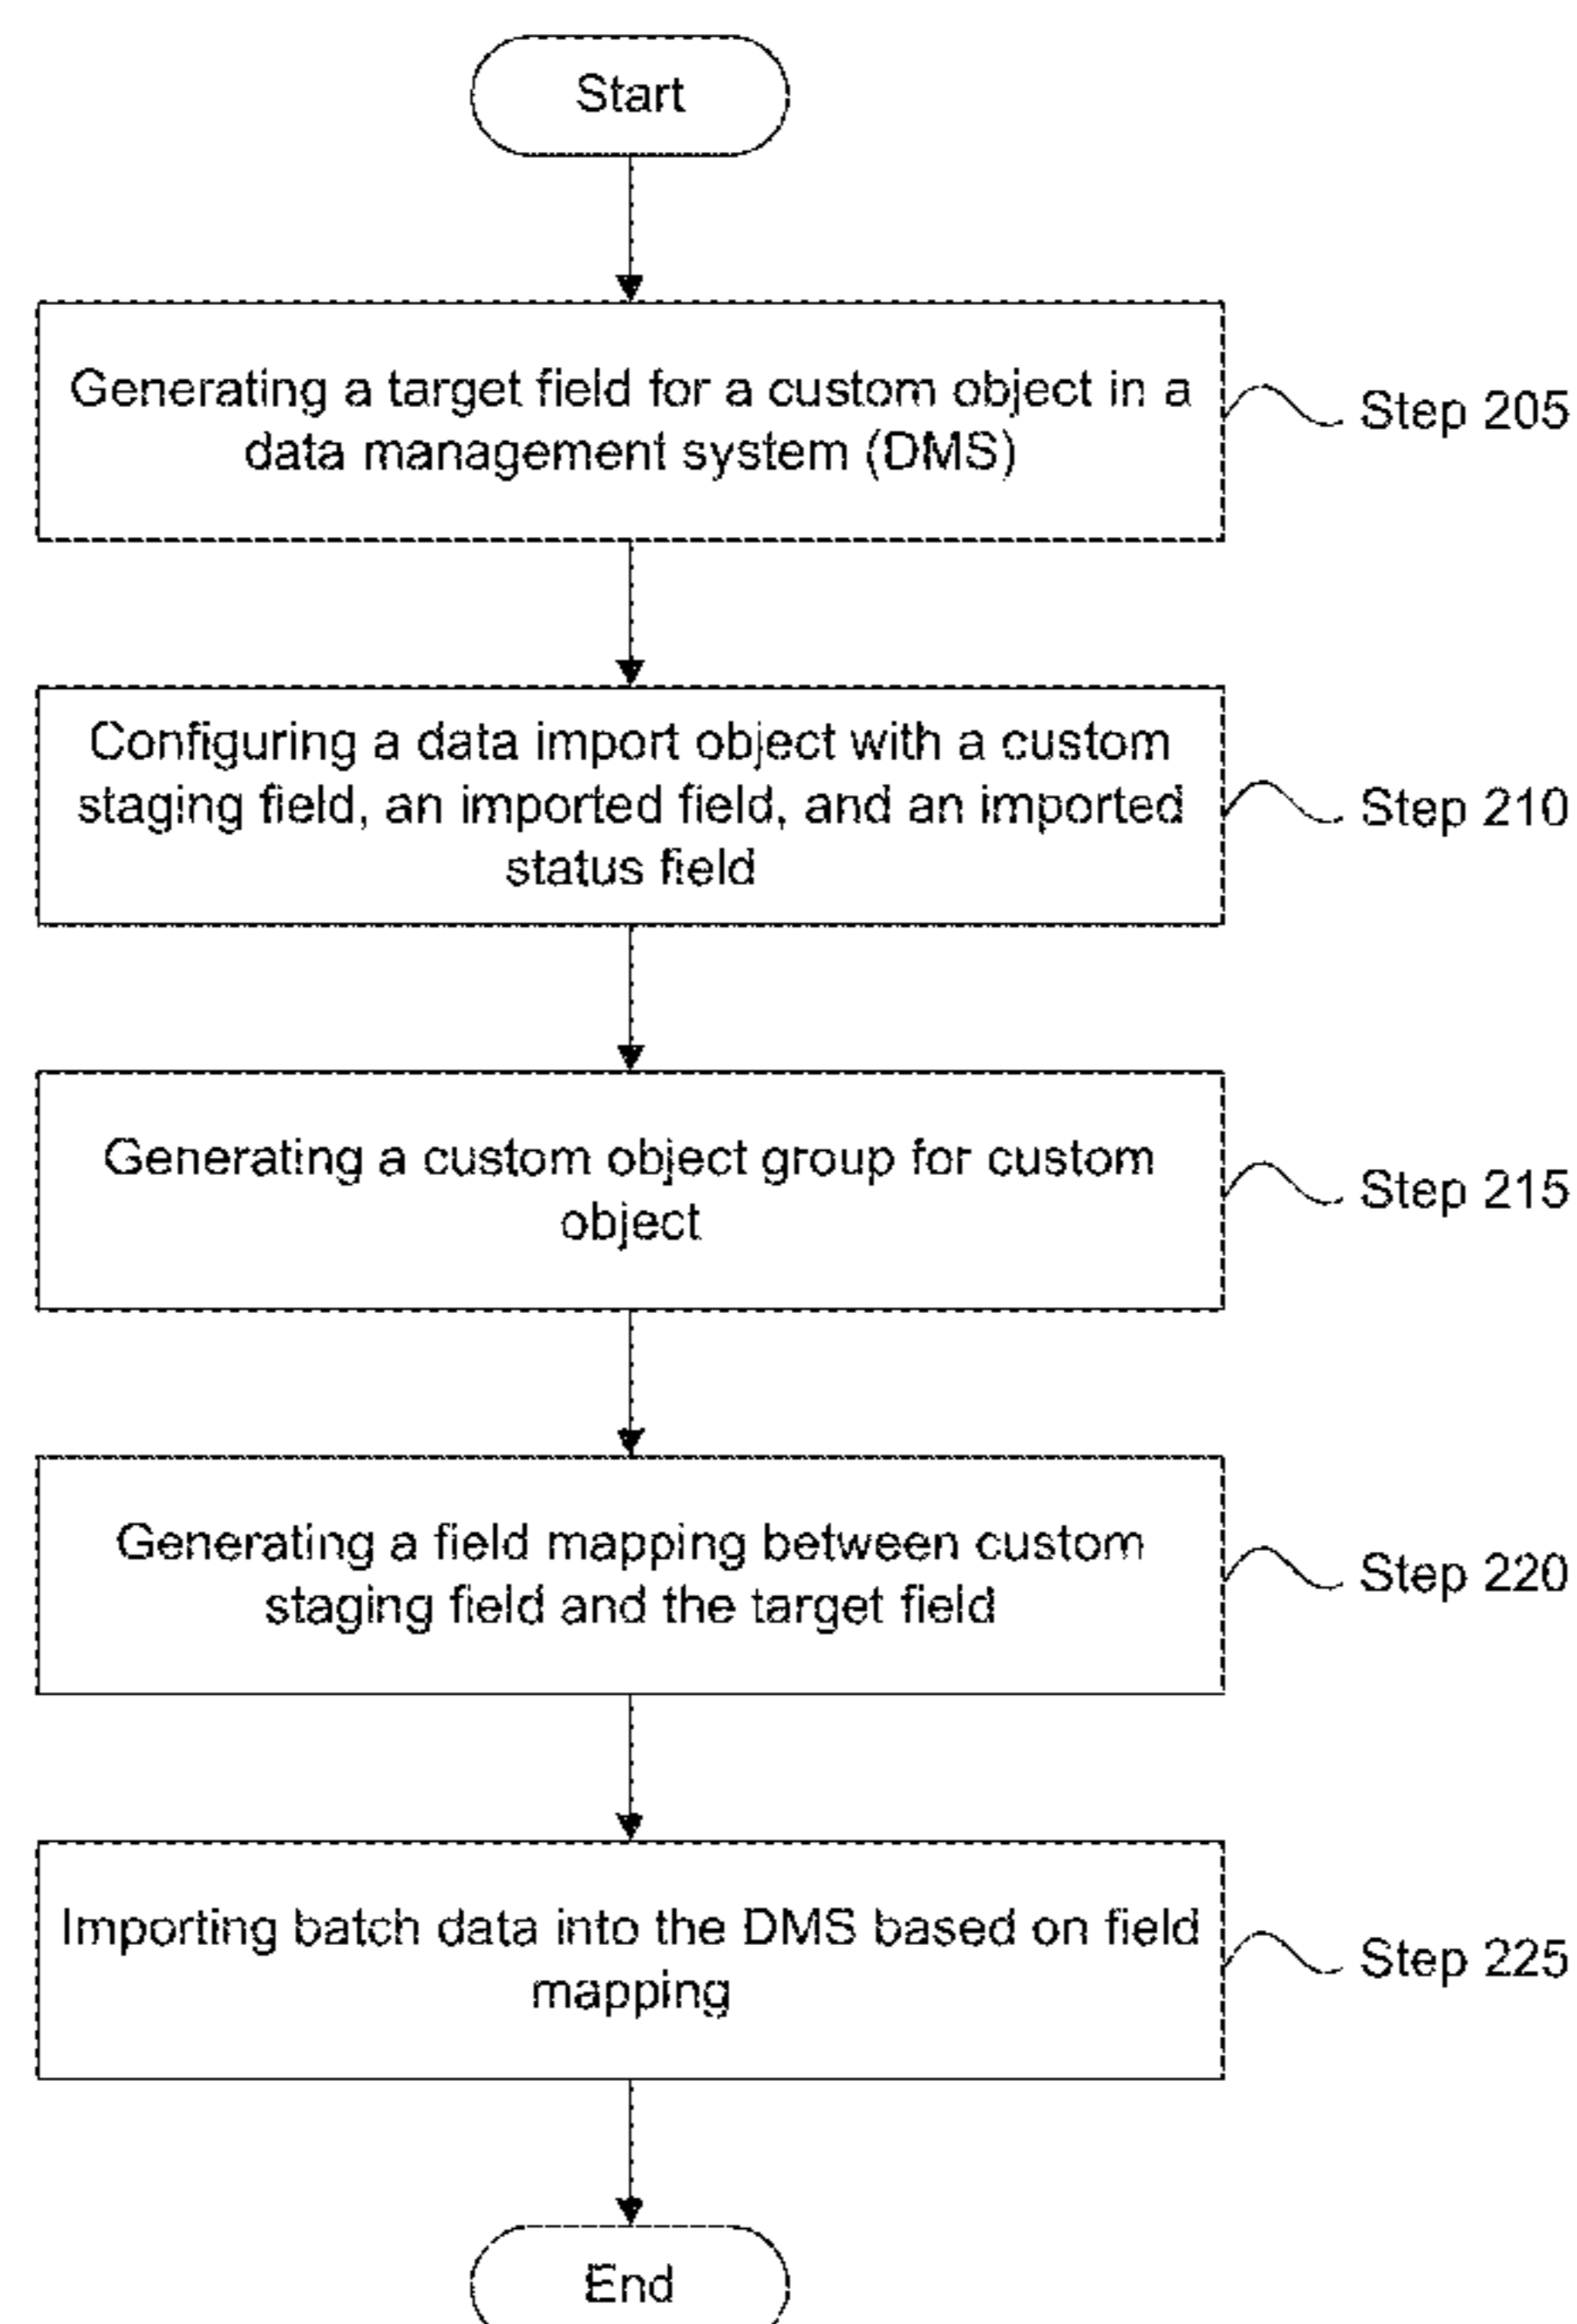 Start
Generating a target field for a custom object in a
data management system (DMS)
Step 205
Configuring a data import object with a custom
staging field, an imported field, and an imported
status field
Step 210
Generating a custom object group for custom
object
Step 215
Generating a field mapping between custom
staging field and the target field
Step 220
Importing batch data into the DMS based on field
mapping
Step 225
End